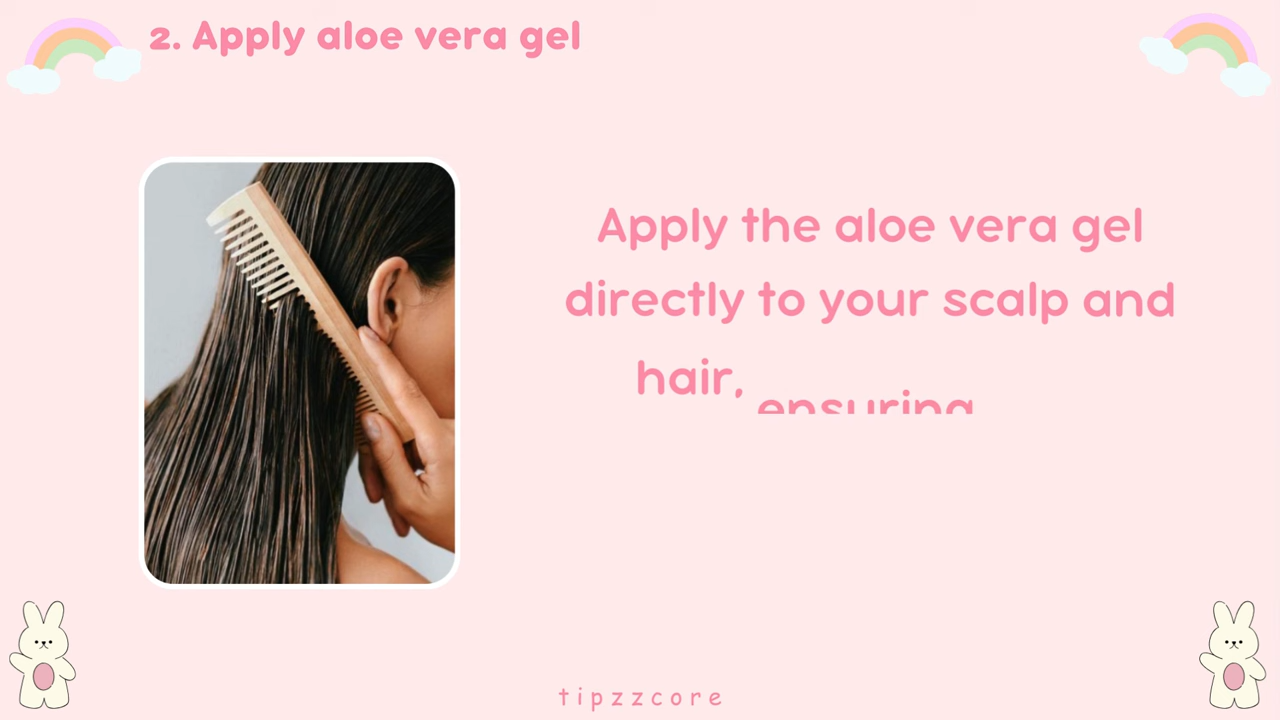 2. Apply aloe vera gel
Apply the aloe vera gel
directly to your scalp and
hair, ensuring
tipzzcore